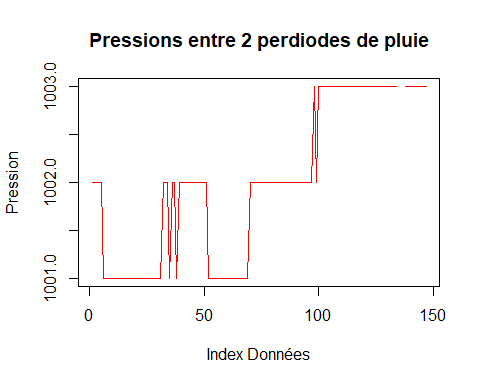 Pressions entre 2 perdiodes de pluie
Pression
1003.0
1002.0
1001.0
0 50 100 150
Index Données